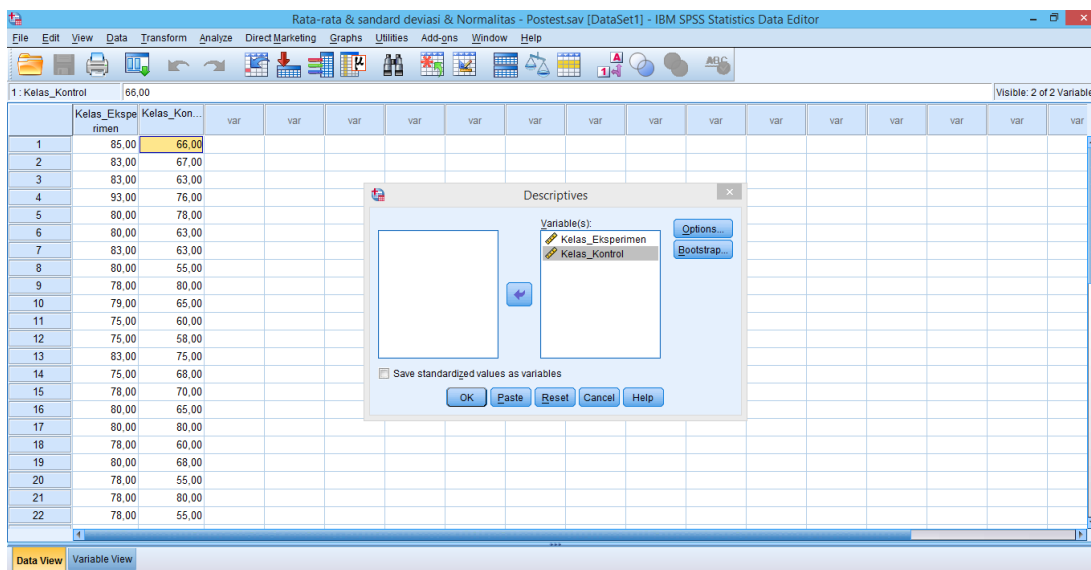 Rata-rata & sandard deviasi & Normalitas - Postest.sav [DataSet1] - IBM SPSS Statistics Data Editor
File Edit View Data Transform Analyze Direct Marketing Graphs Utilities Add-ons Window Help
1 : Kelas_Kontrol 66,00 Visible: 2 of 2 Variable
Kelas_Eksperimen Kelas_Kon... var var var var var var var var var var var var var var var
1 85,00 66,00
2 83,00 67,00
3 83,00 63,00
4 93,00 76,00
5 80,00 78,00
6 80,00 63,00
7 83,00 63,00
8 80,00 55,00
9 78,00 80,00
10 79,00 65,00
11 75,00 60,00
12 75,00 58,00
13 83,00 75,00
14 75,00 68,00
15 78,00 70,00
16 80,00 65,00
17 80,00 80,00
18 78,00 60,00
19 80,00 68,00
20 78,00 55,00
21 78,00 80,00
22 78,00 55,00
Descriptives
Variable(s):
Kelas_Eksperimen
Kelas_Kontrol
Options...
Bootstrap...
Save standardized values as variables
OK Paste Reset Cancel Help
Data View Variable View